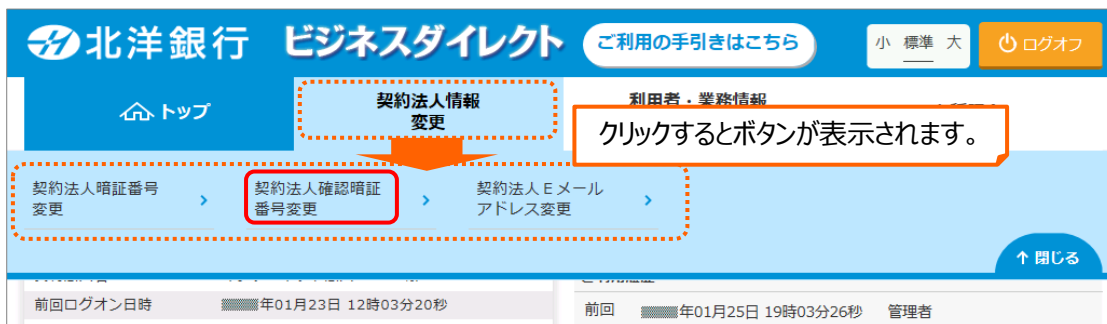 北洋銀行 ビジネスダイレクト ご利用の手引きはこちら 小 標準 大 ログオフ
トップ
契約法人情報
変更
利用者・業務情報
クリックするとボタンが表示されます。
契約法人暗証番号
変更
契約法人確認暗証
番号変更
契約法人Eメール
アドレス変更
閉じる
前回ログオン日時 年01月23日 12時03分20秒
前回 年01月25日 19時03分26秒 管理者